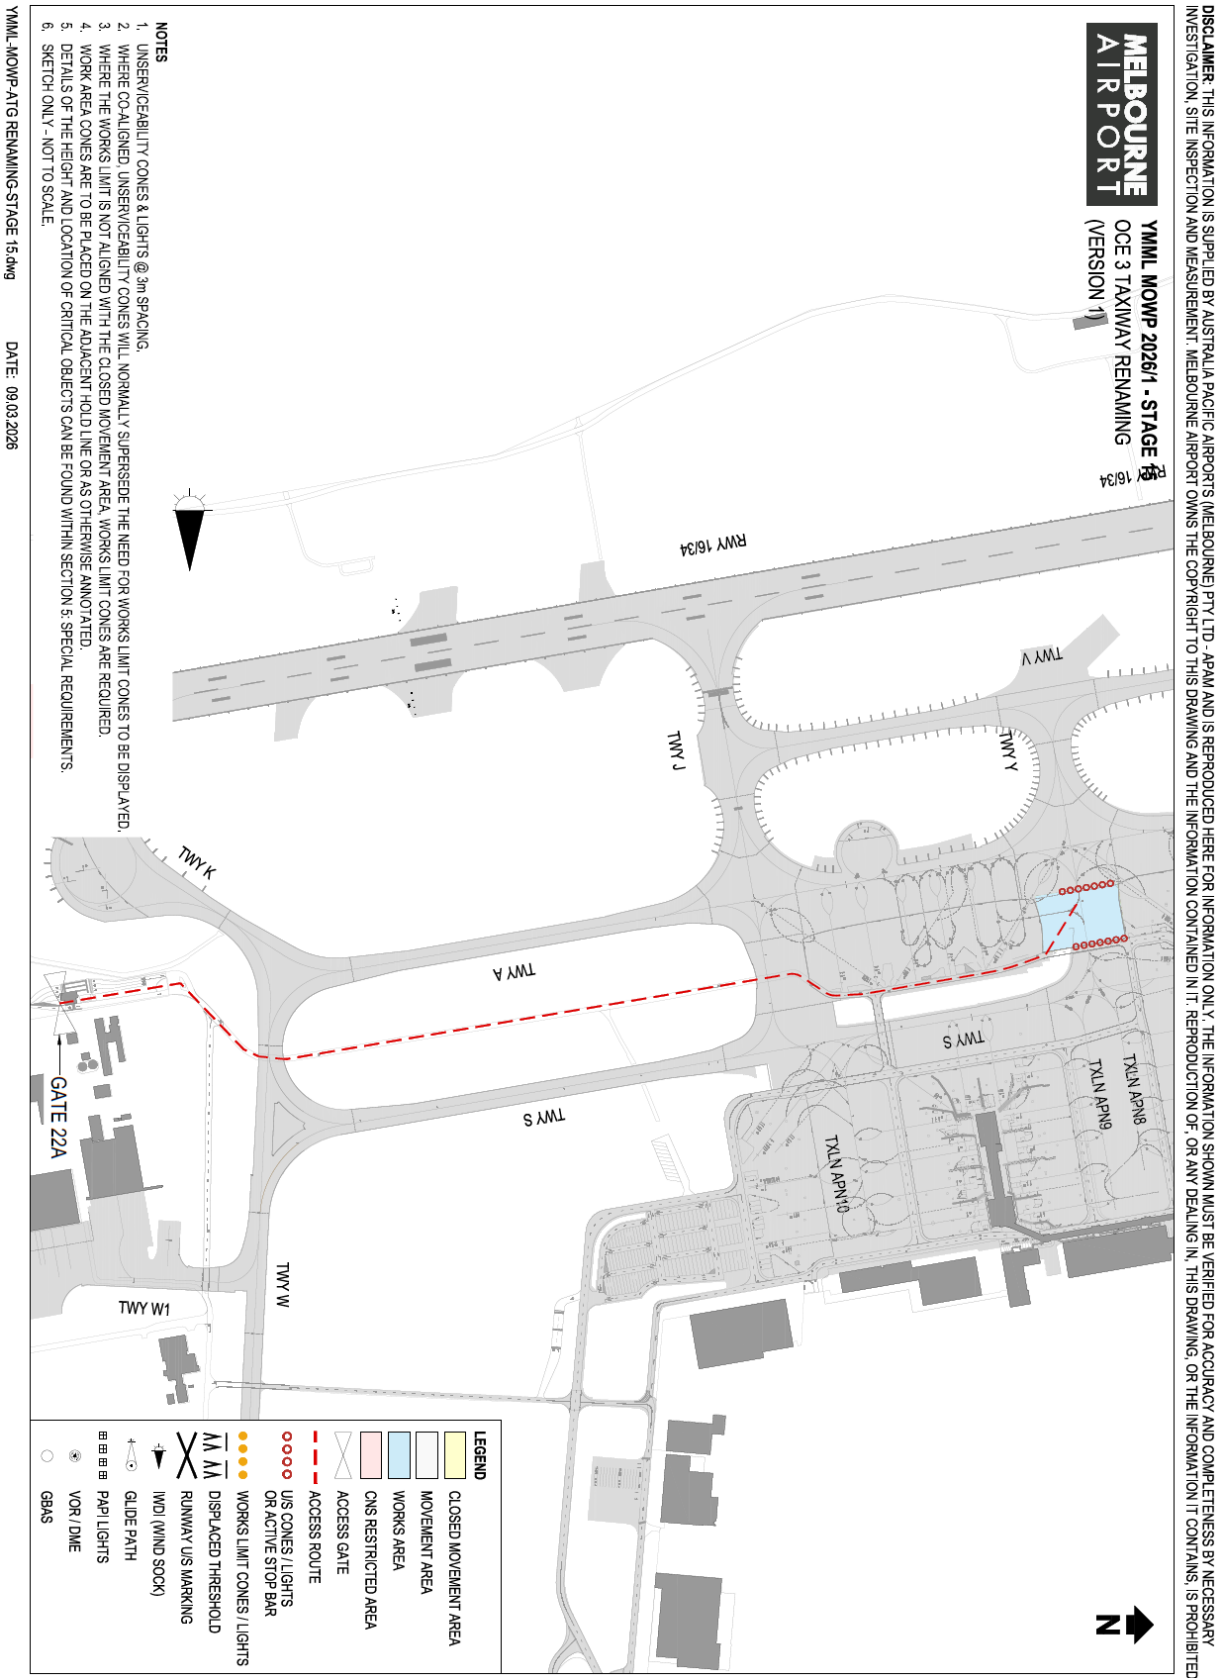 DISCLAIMER: THIS INFORMATION IS SUPPLIED BY AUSTRALIA PACIFIC AIRPORTS (MELBOURNE) PTY LTD - APAM AND IS REPRODUCED HERE FOR INFORMATION ONLY. THE INFORMATION SHOWN MUST BE VERIFIED FOR ACCURACY AND COMPLETENESS BY NECESSARY
INVESTIGATION, SITE INSPECTION AND MEASUREMENT. MELBOURNE AIRPORT OWNS THE COPYRIGHT TO THIS DRAWING AND THE INFORMATION CONTAINED IN IT. REPRODUCTION OF, OR ANY DEALING IN, THIS DRAWING, OR THE INFORMATION IT CONTAINS, IS PROHIBITED
MELBOURNE
AIRPORT
YMML MOWP 2026/1 - STAGE 15
OCE 3 TAXIWAY RENAMING
(VERSION 1)
RWY 16/34
RWY 16/34
TWY V
TWY Y
TWY J
TWY K
TWY A
TWY S
TWY S
TXLN APN8
TXLN APN9
TXLN APN10
TWY W
TWY W1
GATE 22A
N
NOTES
1. UNSERVICEABILITY CONES & LIGHTS @ 3m SPACING.
2. WHERE CO-ALIGNED, UNSERVICEABILITY CONES WILL NORMALLY SUPERSEDE THE NEED FOR WORKS LIMIT CONES TO BE DISPLAYED.
3. WHERE THE WORKS LIMIT IS NOT ALIGNED WITH THE CLOSED MOVEMENT AREA, WORKS LIMIT CONES ARE REQUIRED.
4. WORK AREA CONES ARE TO BE PLACED ON THE ADJACENT HOLD LINE OR AS OTHERWISE ANNOTATED.
5. DETAILS OF THE HEIGHT AND LOCATION OF CRITICAL OBJECTS CAN BE FOUND WITHIN SECTION 5: SPECIAL REQUIREMENTS.
6. SKETCH ONLY - NOT TO SCALE.
LEGEND
CLOSED MOVEMENT AREA
MOVEMENT AREA
WORKS AREA
CNS RESTRICTED AREA
ACCESS GATE
ACCESS ROUTE
U/S CONES / LIGHTS
OR ACTIVE STOP BAR
WORKS LIMIT CONES / LIGHTS
DISPLACED THRESHOLD
RUNWAY U/S MARKING
IWDI (WIND SOCK)
GLIDE PATH
PAPI LIGHTS
VOR / DME
GBAS
YMML-MOWP-ATG RENAMING-STAGE 15.dwg
DATE: 09.03.2026